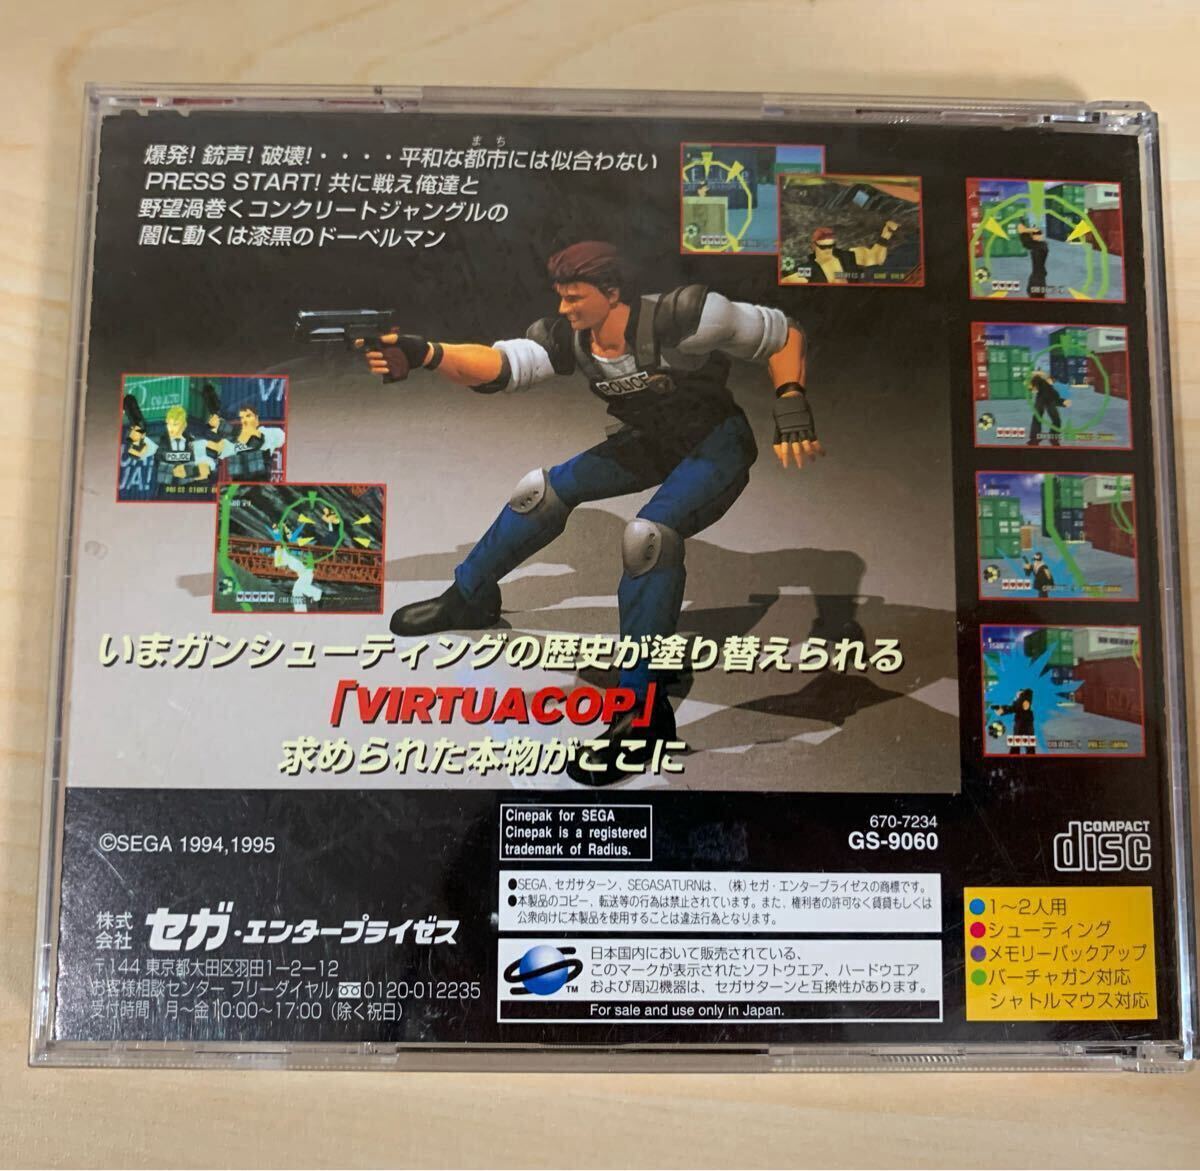 爆発! 銃声! 破壊!・・・・平和な都市には似合わない
まち
PRESS START! 共に戦え俺達と
野望渦巻くコンクリートジャングルの
闇に動くは漆黒のドーベルマン
POLICE
POLICE
いまガンシューティングの歴史が塗り替えられる
「VIRTUACOP」
求められた本物がここに
©SEGA 1994,1995
Cinepak for SEGA
Cinepak is a registered
trademark of Radius.
670-7234
GS-9060
COMPACT
disc
●SEGA、セガサターン、SEGASATURNは、(株)セガ・エンタープライゼスの商標です。
●本製品のコピー、転送等の行為は禁止されています。また、権利者の許可なく賃貸もしくは
公衆向けに本製品を使用することは違法行為となります。
株式
会社
セガ・エンタープライゼス
〒144 東京都大田区羽田1-2-12
お客様相談センター フリーダイヤル 0120-012235
受付時間 月～金10:00～17:00（除く祝日）
TM
日本国内において販売されている、
このマークが表示されたソフトウエア、ハードウエア
および周辺機器は、セガサターンと互換性があります。
For sale and use only in Japan.
●1～2人用
●シューティング
●メモリーバックアップ
●バーチャガン対応
シャトルマウス対応